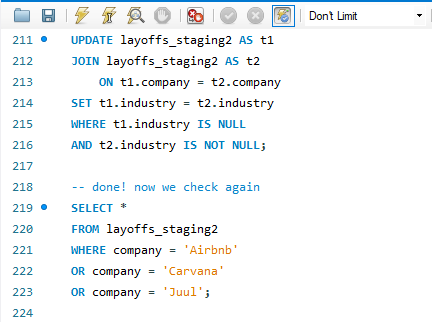 Don't Limit
211 UPDATE layoffs_staging2 AS t1
212 JOIN layoffs_staging2 AS t2
213 ON t1.company = t2.company
214 SET t1.industry = t2.industry
215 WHERE t1.industry IS NULL
216 AND t2.industry IS NOT NULL;
217
218 -- done! now we check again
219 SELECT *
220 FROM layoffs_staging2
221 WHERE company = 'Airbnb'
222 OR company = 'Carvana'
223 OR company = 'Juul';
224